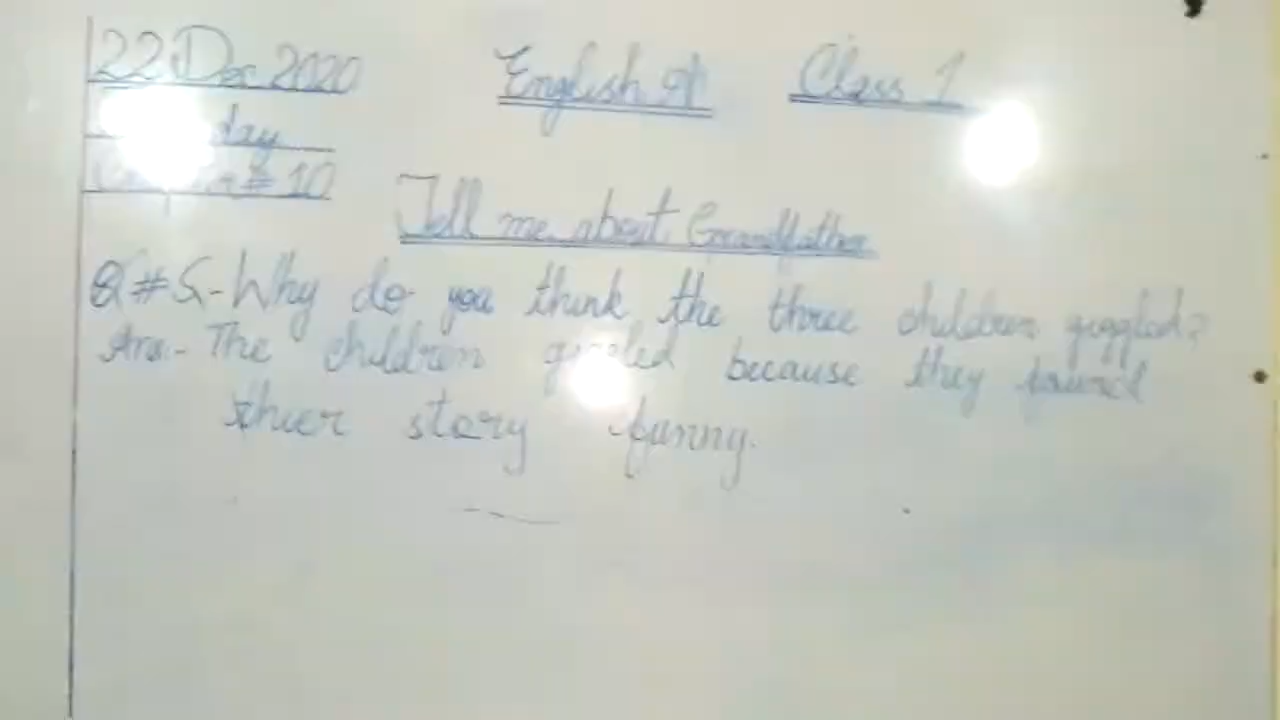 22 Dec 2020
English A Class 1
day
# 10
Tell me about Grandfather
Q#5-Why do you think the three children giggled?
Ans.- The children giggled because they found
thier story funny.